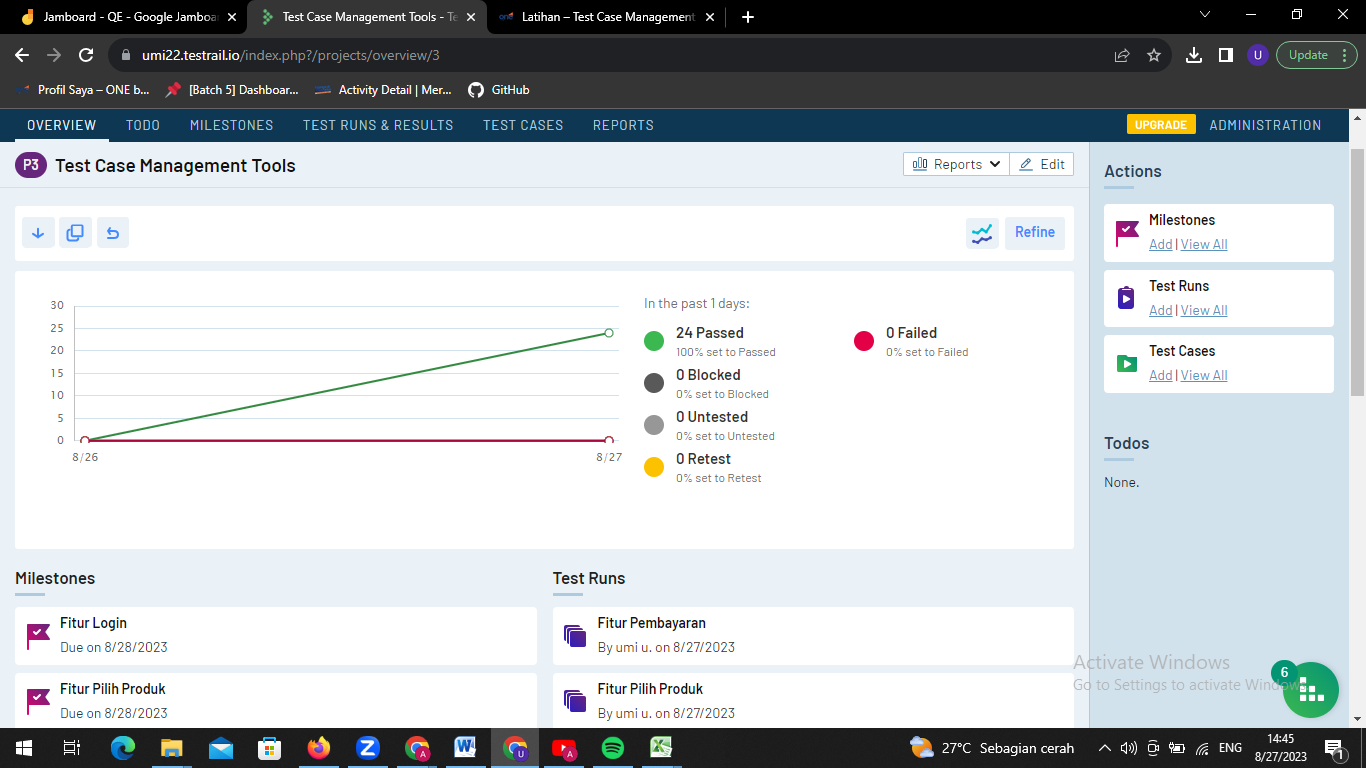 Jamboard - QE - Google Jamboa
Test Case Management Tools - Te
Latihan – Test Case Management
umi22.testrail.io/index.php?/projects/overview/3
U
Update
Profil Saya – ONE b...
[Batch 5] Dashboar...
Activity Detail | Mer...
GitHub
OVERVIEW
TODO
MILESTONES
TEST RUNS & RESULTS
TEST CASES
REPORTS
UPGRADE
ADMINISTRATION
P3
Test Case Management Tools
Reports
Edit
Refine
30
25
20
15
10
5
0
8/26
8/27
In the past 1 days:
24 Passed
100% set to Passed
0 Failed
0% set to Failed
0 Blocked
0% set to Blocked
0 Untested
0% set to Untested
0 Retest
0% set to Retest
Milestones
Fitur Login
Due on 8/28/2023
Fitur Pilih Produk
Due on 8/28/2023
Test Runs
Fitur Pembayaran
By umi u. on 8/27/2023
Fitur Pilih Produk
By umi u. on 8/27/2023
Actions
Milestones
Add | View All
Test Runs
Add | View All
Test Cases
Add | View All
Todos
None.
Activate Windows
Go to Settings to activate Windows.
6
27°C Sebagian cerah
ENG
14:45
8/27/2023
1